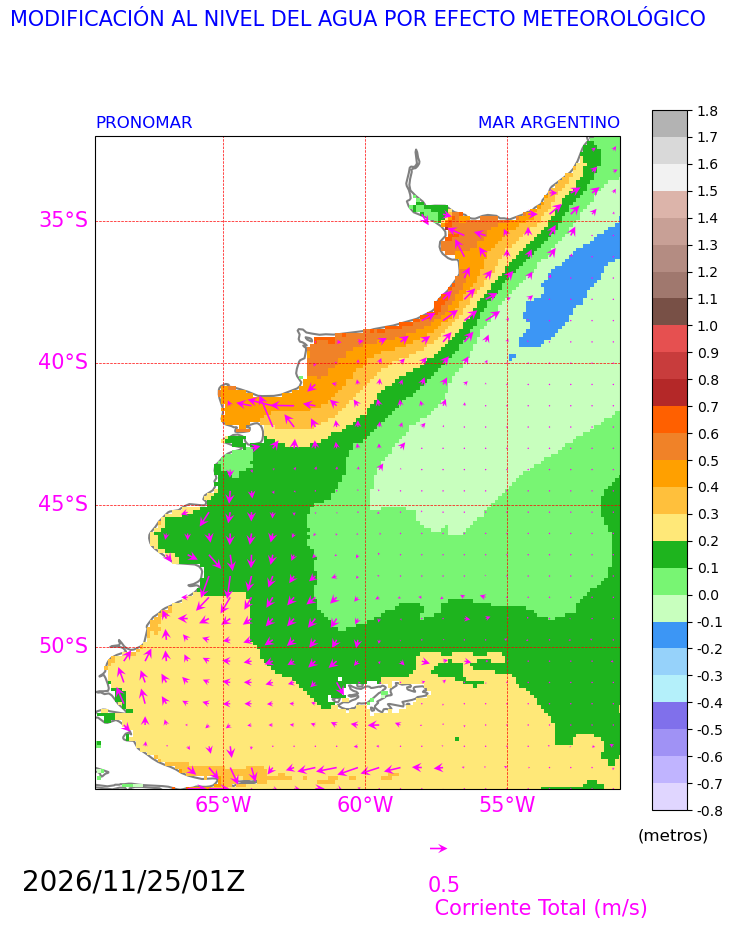 MODIFICACIÓN AL NIVEL DEL AGUA POR EFECTO METEOROLÓGICO
PRONOMAR
MAR ARGENTINO
35°S
40°S
45°S
50°S
65°W
60°W
55°W
1.8
1.7
1.6
1.5
1.4
1.3
1.2
1.1
1.0
0.9
0.8
0.7
0.6
0.5
0.4
0.3
0.2
0.1
0.0
-0.1
-0.2
-0.3
-0.4
-0.5
-0.6
-0.7
-0.8
(metros)
2026/11/25/01Z
0.5
Corriente Total (m/s)